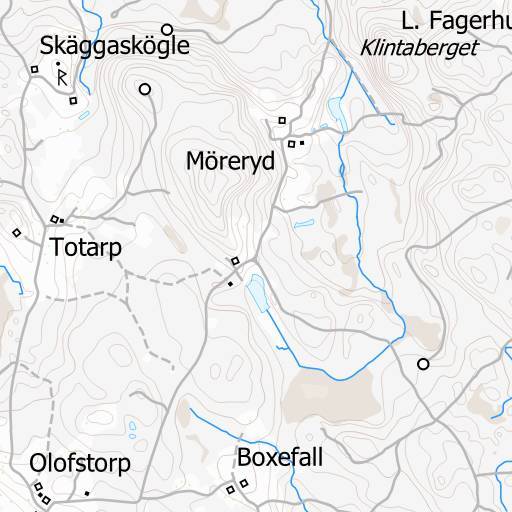 L. Fagerhu
Skäggaskögle
Klintaberget
Möreryd
Totarp
Boxefall
Olofstorp